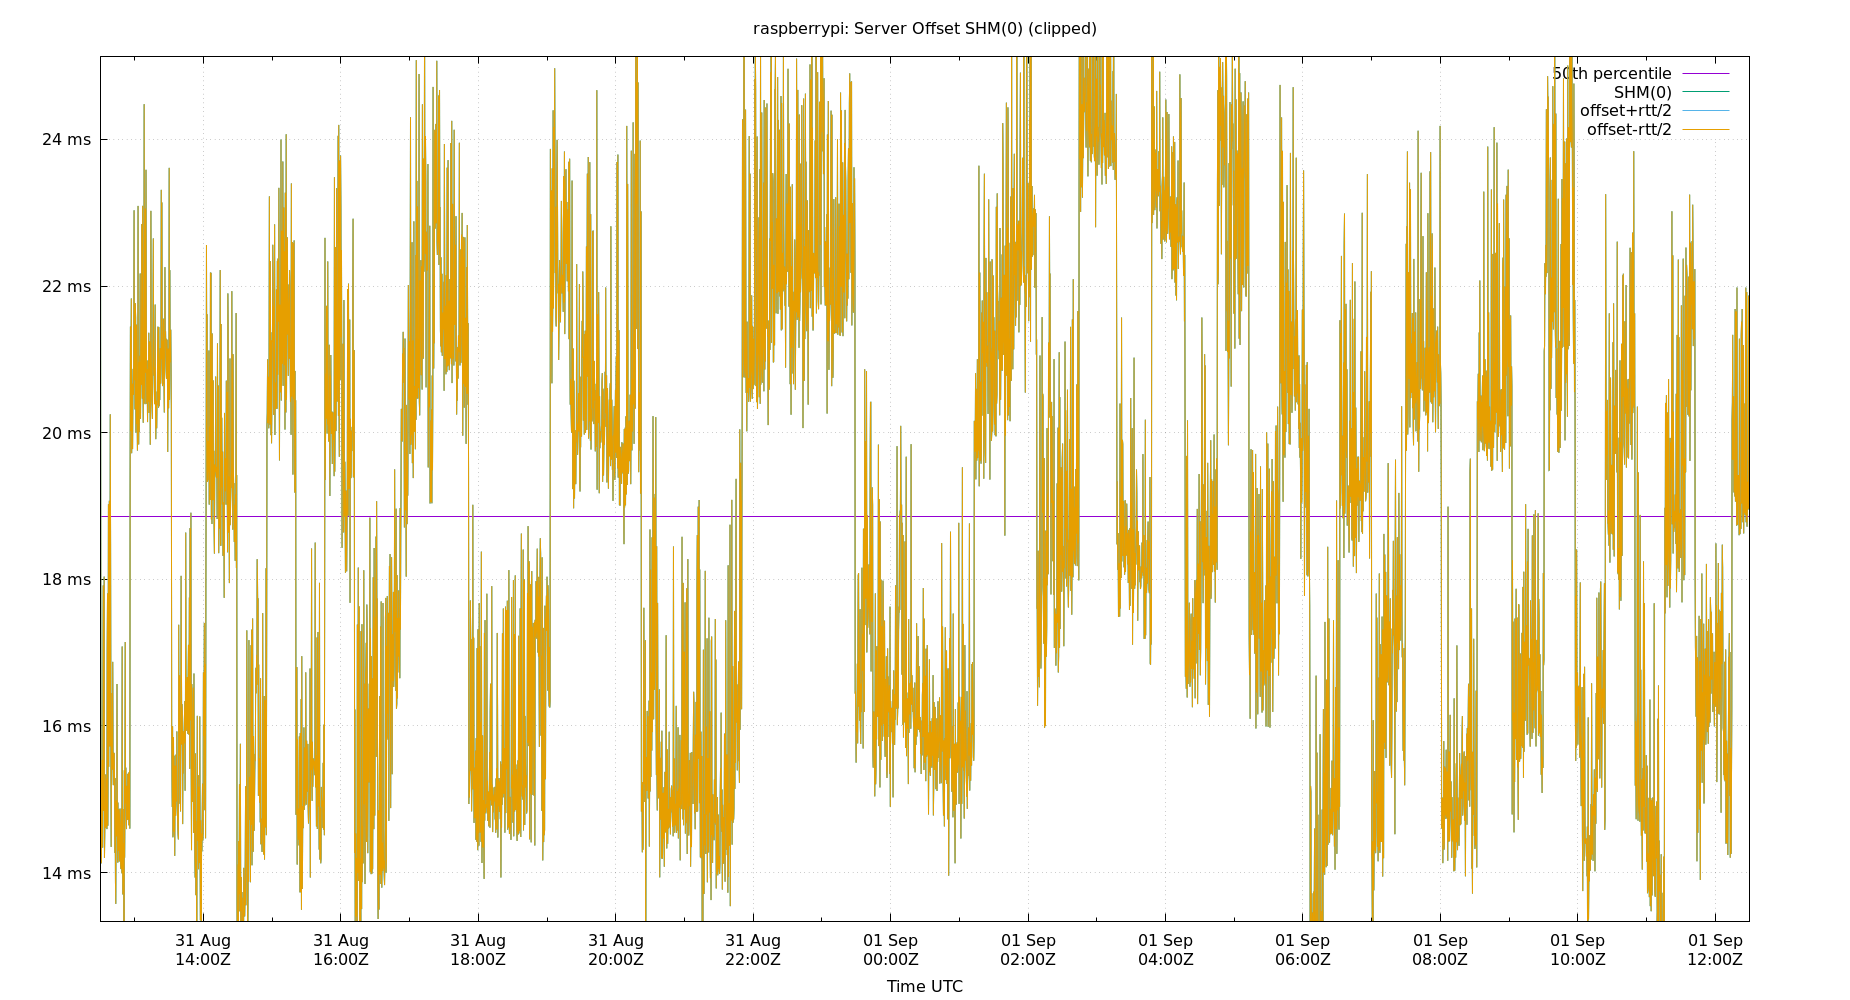 raspberrypi: Server Offset SHM(0) (clipped)
50th percentile
SHM(0)
offset+rtt/2
offset-rtt/2
24 ms
22 ms
20 ms
18 ms
16 ms
14 ms
31 Aug 31 Aug 31 Aug 31 Aug 31 Aug 01 Sep 01 Sep 01 Sep 01 Sep 01 Sep 01 Sep 01 Sep
14:00Z 16:00Z 18:00Z 20:00Z 22:00Z 00:00Z 02:00Z 04:00Z 06:00Z 08:00Z 10:00Z 12:00Z
Time UTC